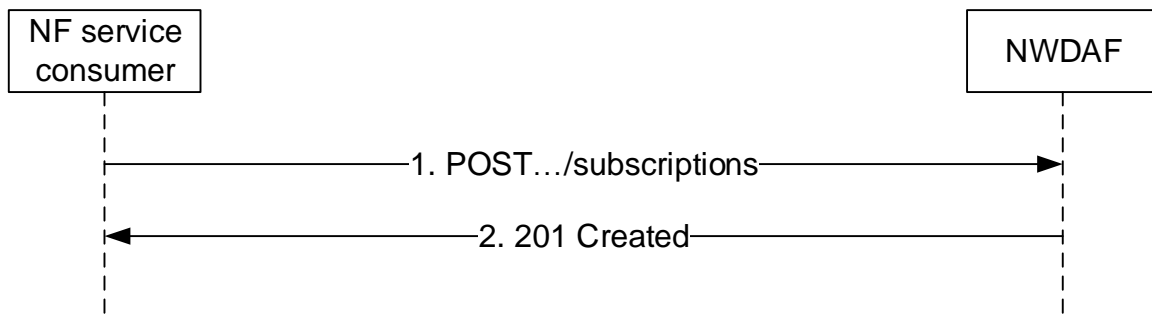 NF service
consumer
NWDAF
1. POST…/subscriptions
2. 201 Created